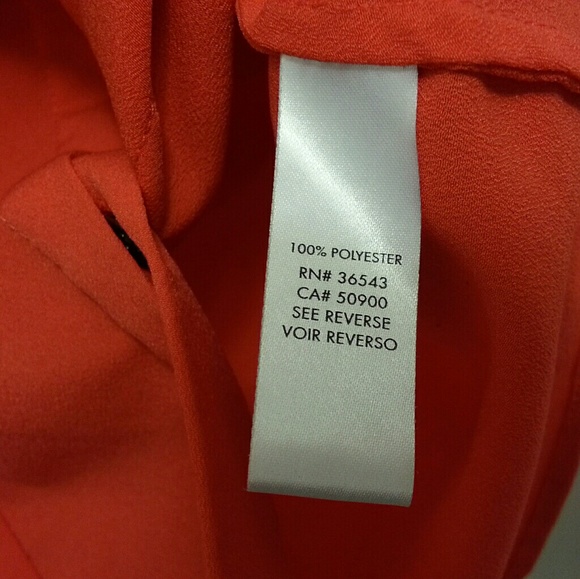 100% POLYESTER
RN# 36543
CA# 50900
SEE REVERSE
VOIR REVERSO